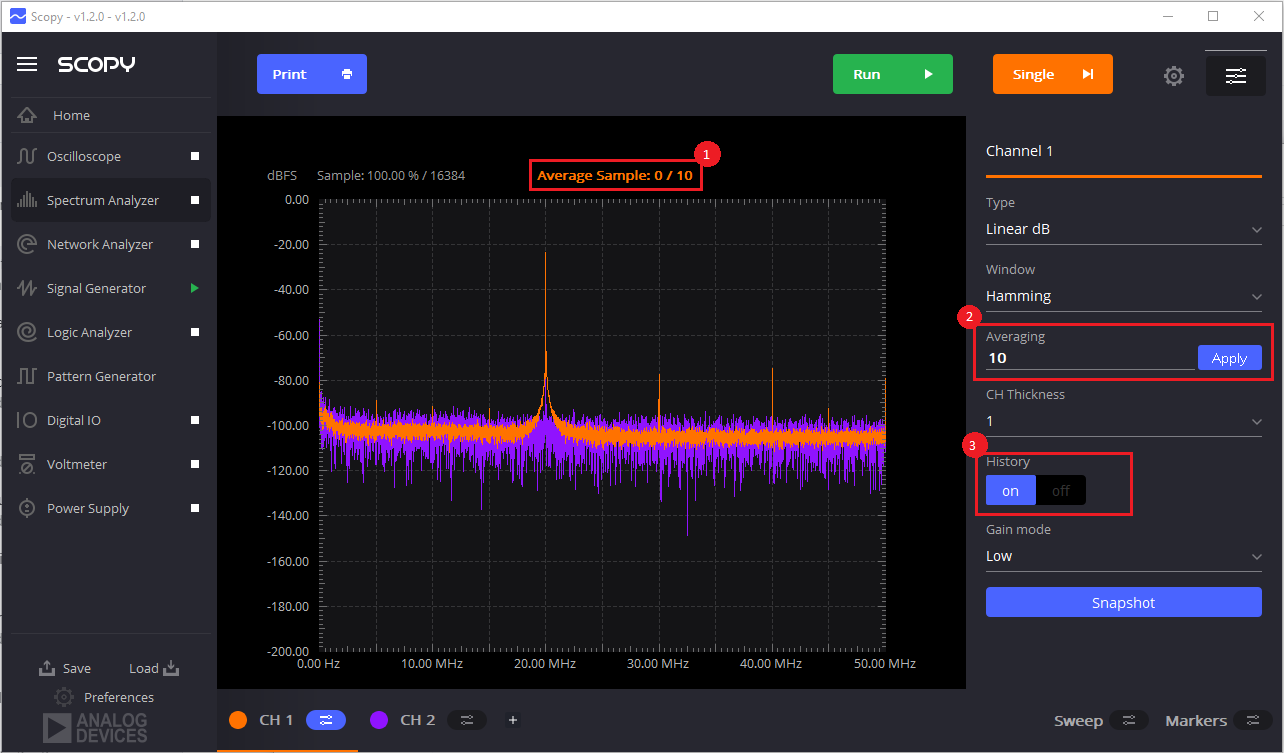 Scopy - v1.2.0 - v1.2.0
SCOPY
Print
Run
Single
Home
Oscilloscope
Spectrum Analyzer
Network Analyzer
Signal Generator
Logic Analyzer
Pattern Generator
Digital IO
Voltmeter
Power Supply
Save
Load
Preferences
ANALOG
DEVICES
1
dBFS Sample: 100.00 % / 16384 Average Sample: 0 / 10
0.00
-20.00
-40.00
-60.00
-80.00
-100.00
-120.00
-140.00
-160.00
-180.00
-200.00
0.00 Hz 10.00 MHz 20.00 MHz 30.00 MHz 40.00 MHz 50.00 MHz
CH 1
CH 2
+
Sweep
Markers
Channel 1
Type
Linear dB
Window
Hamming
2
Averaging
10 Apply
CH Thickness
1
3
History
on off
Gain mode
Low
Snapshot